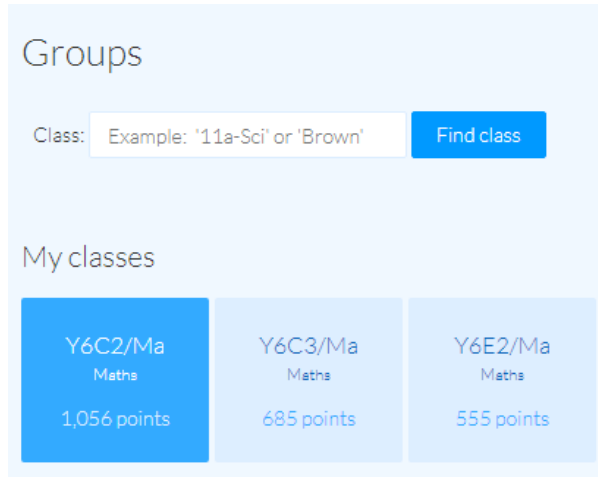 Groups
Class: Example: '11a-Sci' or 'Brown' Find class
My classes
Y6C2/Ma Y6C3/Ma Y6E2/Ma
Maths Maths Maths
1,056 points 685 points 555 points